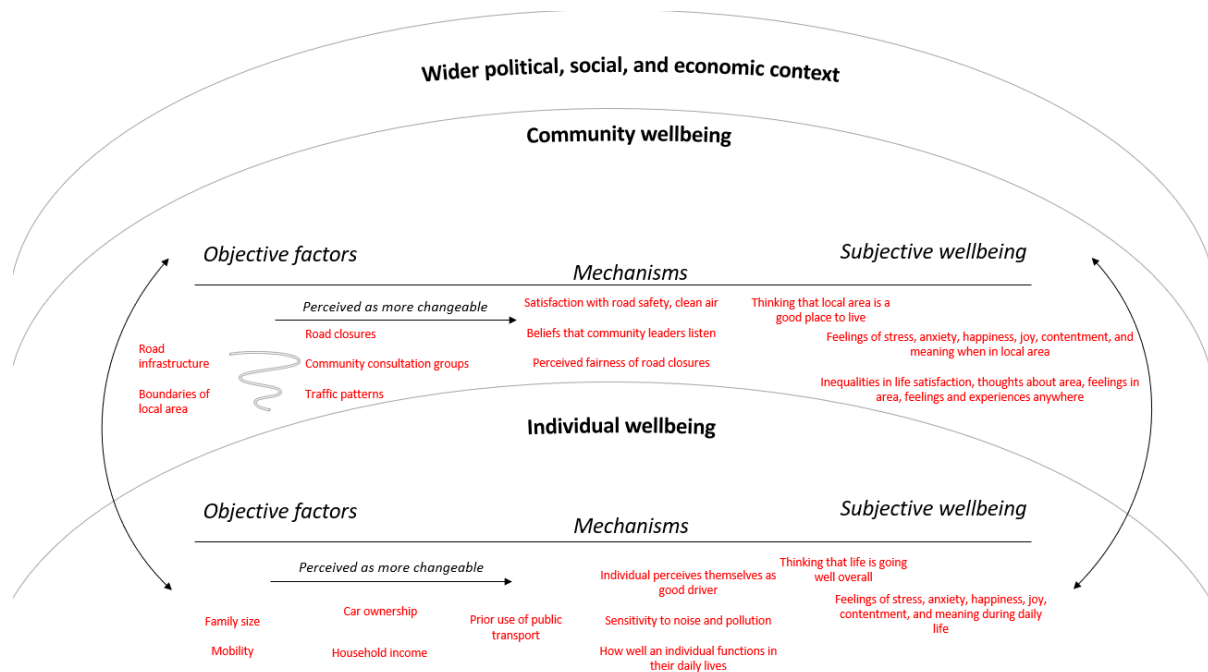 Wider political, social, and economic context
Community wellbeing
Objective factors
Mechanisms
Subjective wellbeing
Perceived as more changeable
Road
infrastructure
Boundaries of
local area
Road closures
Community consultation groups
Traffic patterns
Satisfaction with road safety, clean air
Beliefs that community leaders listen
Perceived fairness of road closures
Thinking that local area is a
good place to live
Feelings of stress, anxiety, happiness, joy, contentment, and
meaning when in local area
Inequalities in life satisfaction, thoughts about area, feelings in
area, feelings and experiences anywhere
Individual wellbeing
Objective factors
Mechanisms
Subjective wellbeing
Perceived as more changeable
Family size
Mobility
Car ownership
Household income
Prior use of public
transport
Individual perceives themselves as
good driver
Sensitivity to noise and pollution
How well an individual functions in
their daily lives
Thinking that life is going
well overall
Feelings of stress, anxiety, happiness, joy,
contentment, and meaning during daily
life